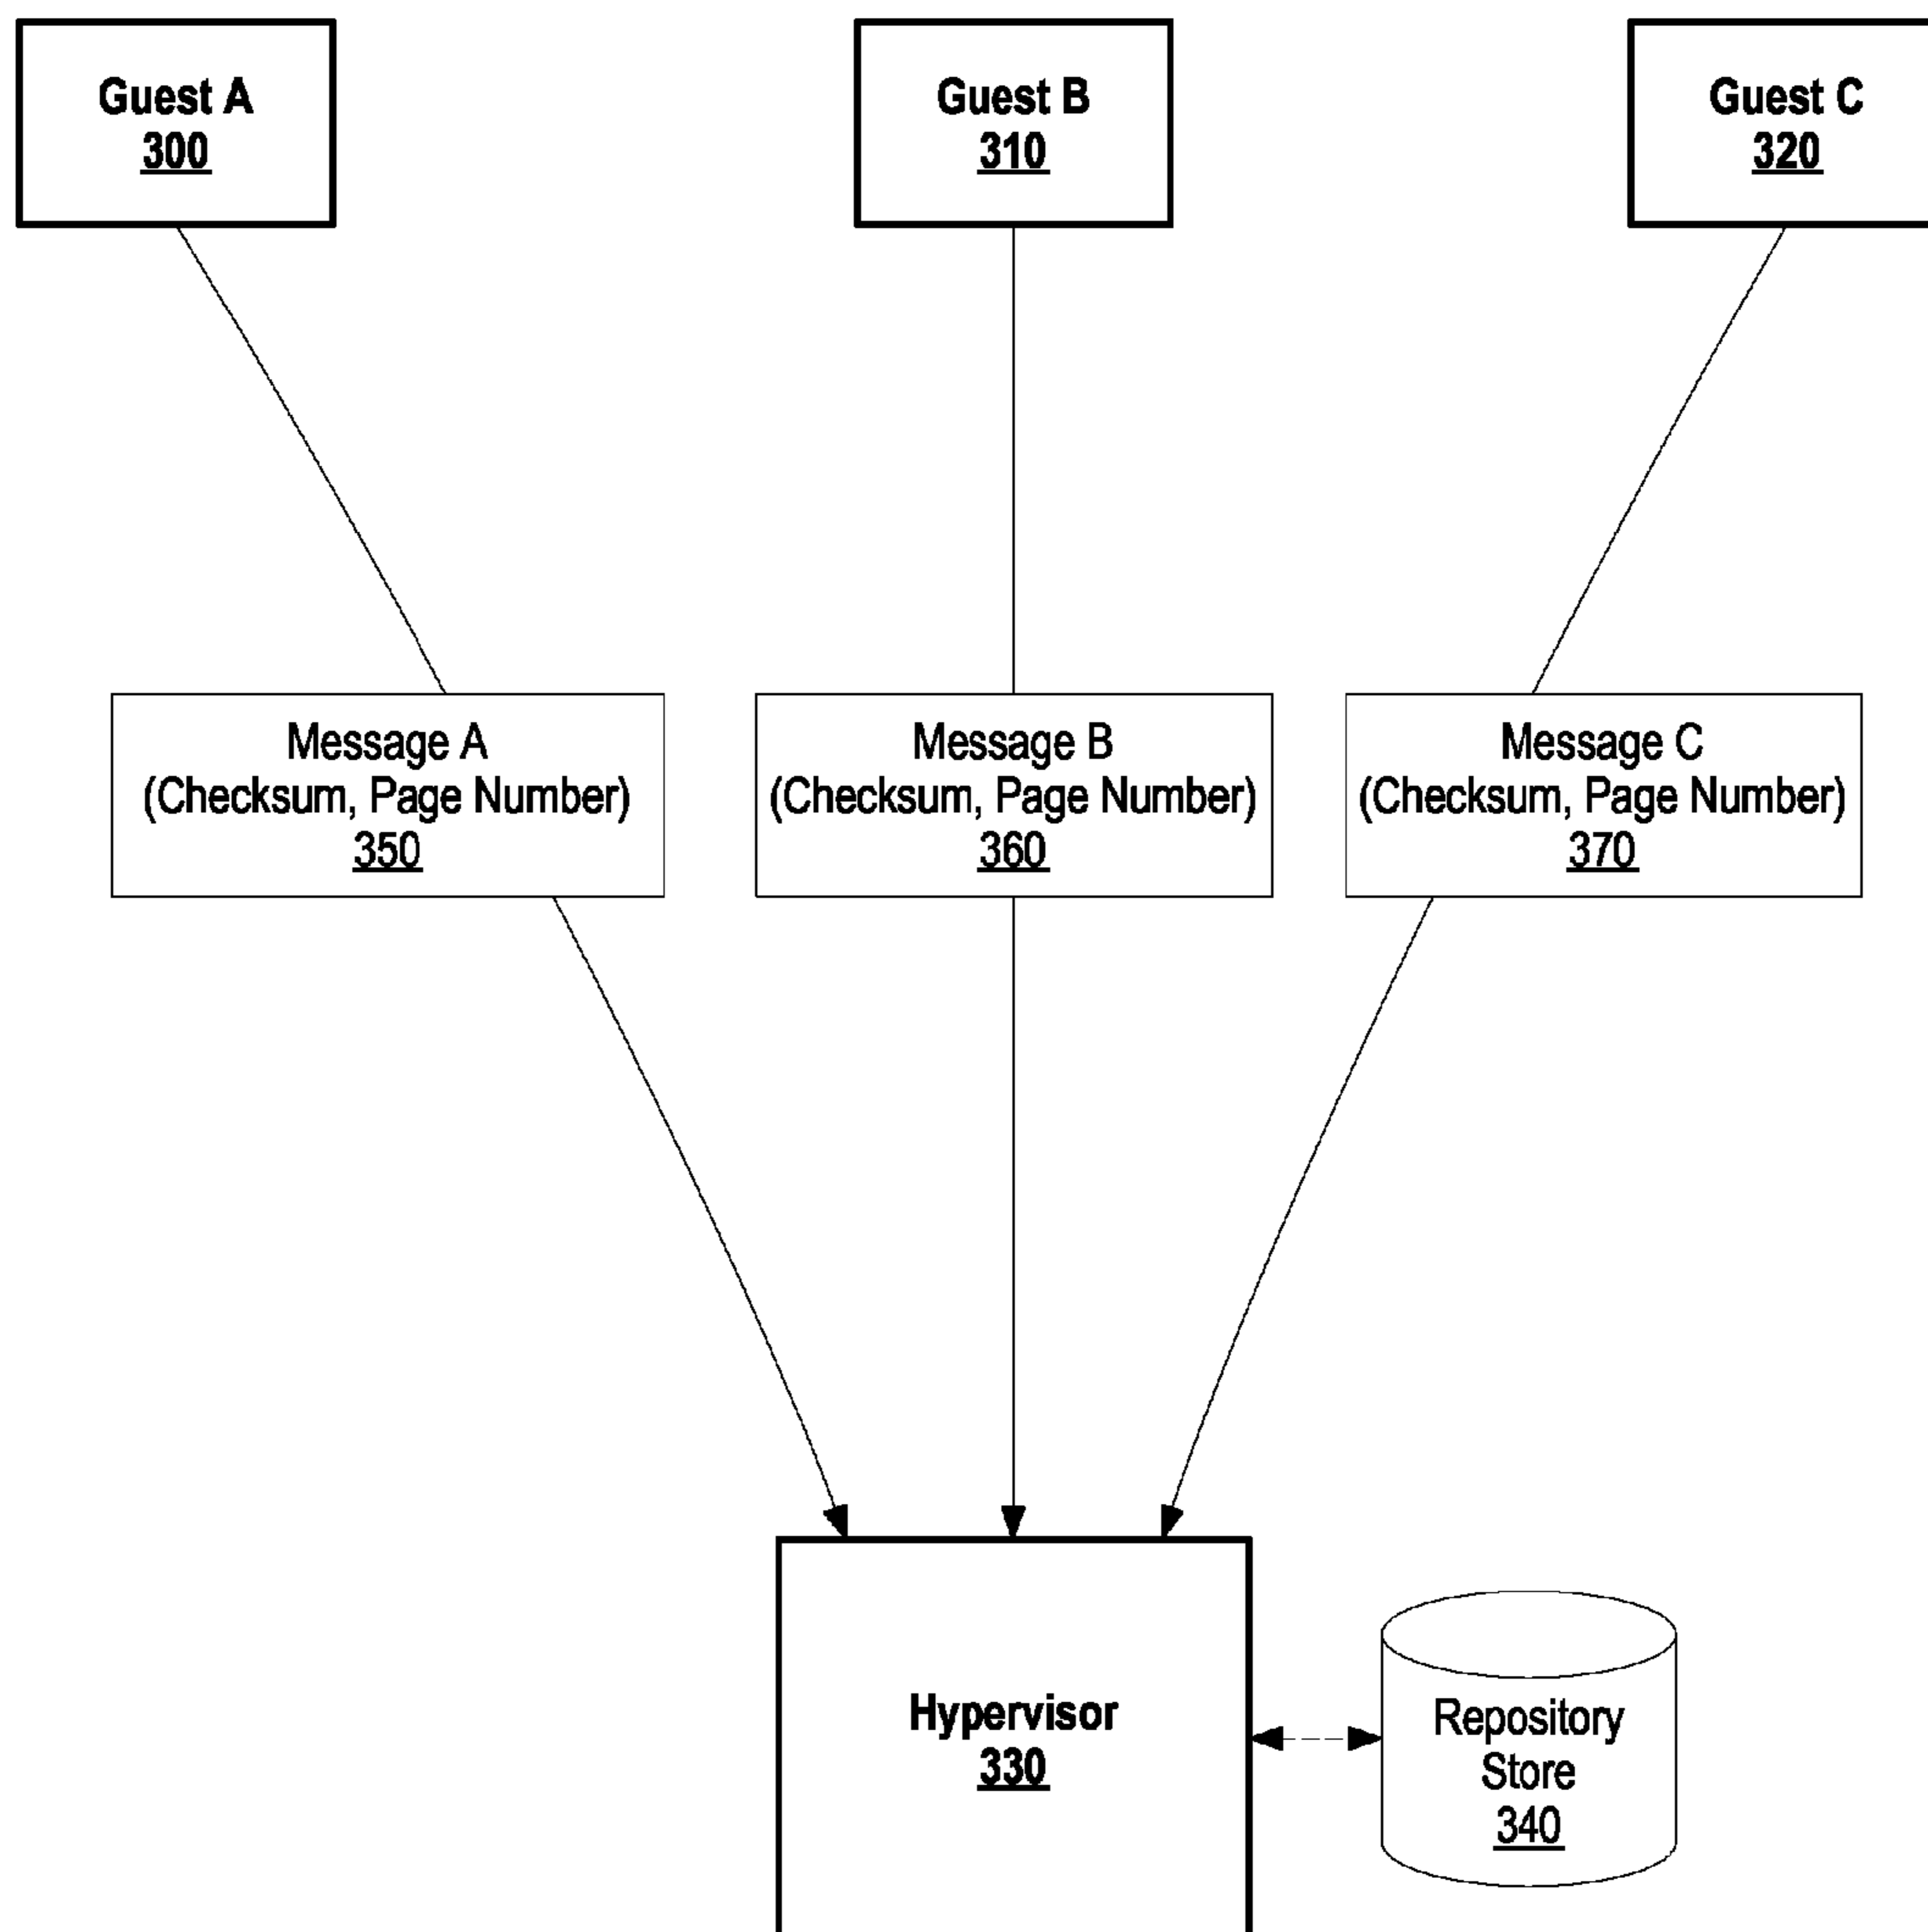 Guest A
300
Guest B
310
Guest C
320
Message A
(Checksum, Page Number)
350
Message B
(Checksum, Page Number)
360
Message C
(Checksum, Page Number)
370
Hypervisor
330
Repository
Store
340